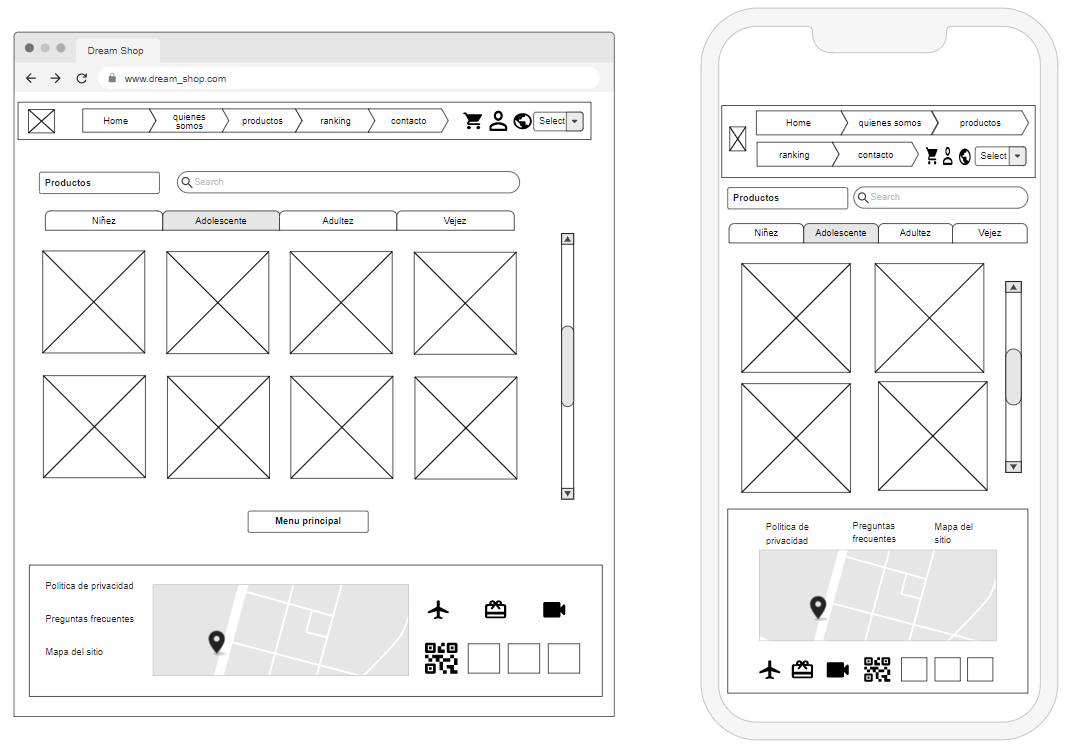 Dream Shop
www.dream_shop.com
Home
quienes
somos
productos
ranking
contacto
Select
Productos
Search
Niñez
Adolescente
Adultez
Vejez
Menu principal
Politica de privacidad
Preguntas frecuentes
Mapa del sitio
Home
quienes somos
productos
ranking
contacto
Select
Productos
Search
Niñez
Adolescente
Adultez
Vejez
Politica de
privacidad
Preguntas
frecuentes
Mapa del
sitio